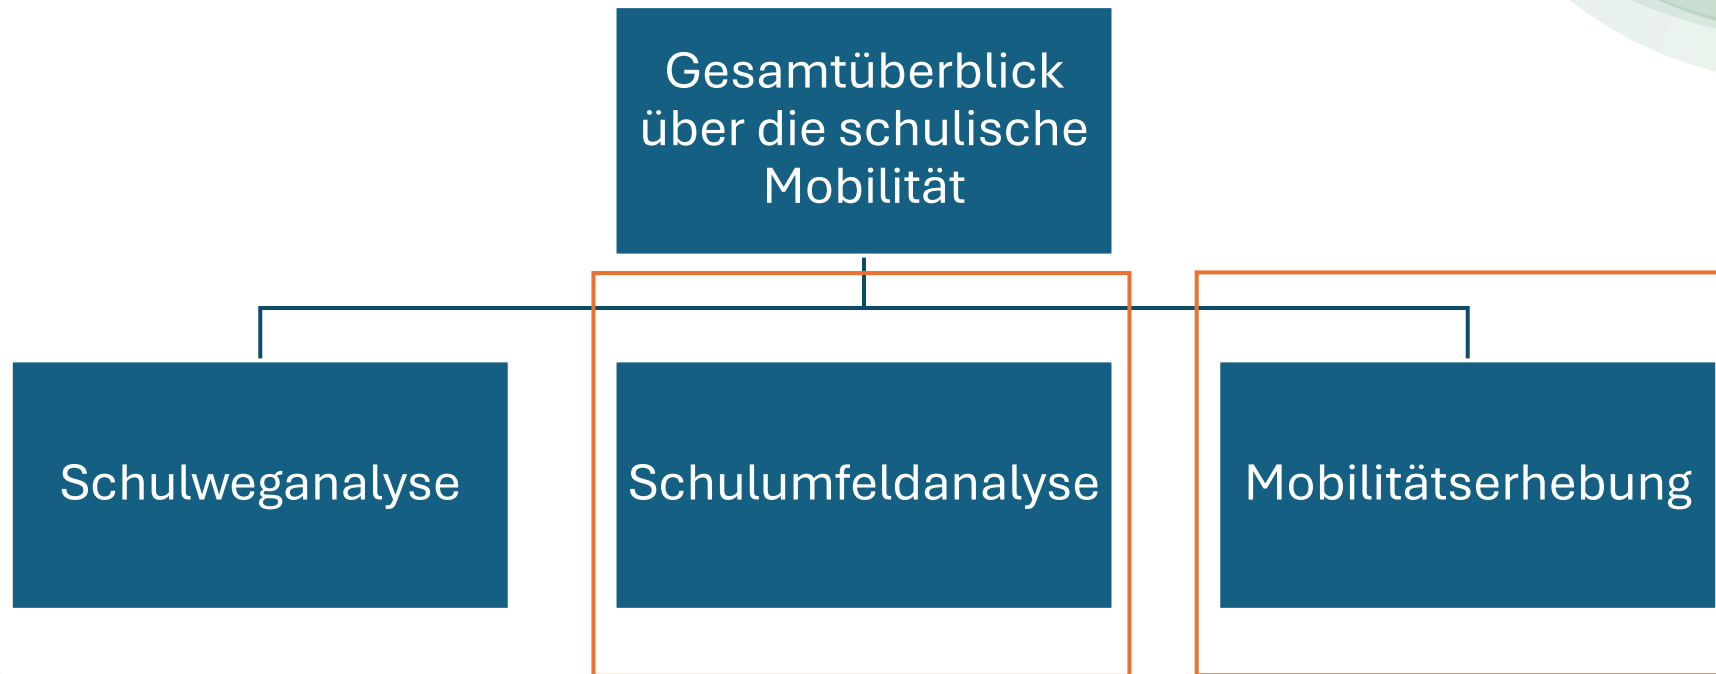 Gesamtüberblick
über die schulische
Mobilität
Schulweganalyse
Schulumfeldanalyse
Mobilitätserhebung